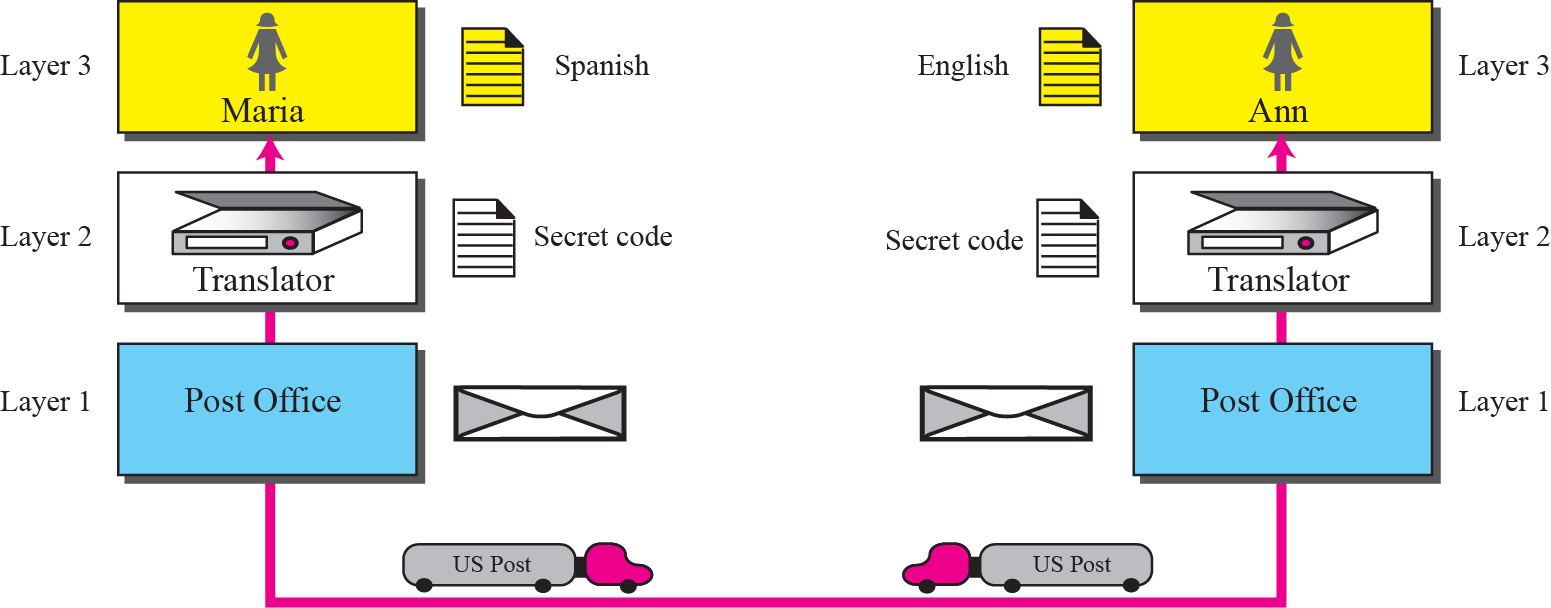 Layer 3
Maria
Spanish
English
Ann
Layer 3
Layer 2
Translator
Secret code
Secret code
Translator
Layer 2
Layer 1
Post Office
Post Office
Layer 1
US Post
US Post